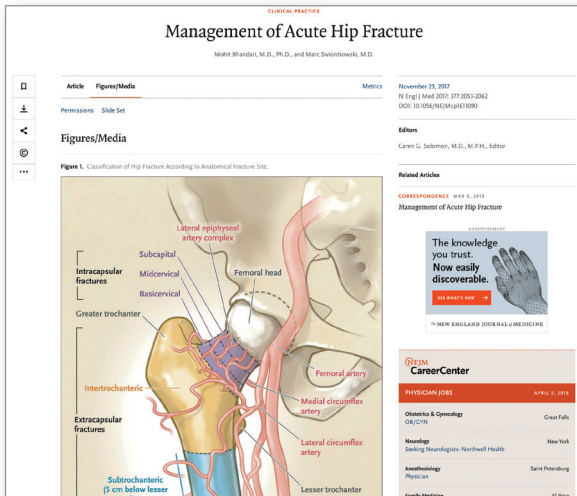 CLINICAL PRACTICE
Management of Acute Hip Fracture
Mohit Bhandari, M.D., Ph.D., and Marc Swiontkowski, M.D.
Article Figures/Media Metrics
Permissions Slide Set
Figures/Media
Figure 1. Classification of Hip Fracture According to Anatomical Fracture Site.
Lateral epiphyseal
artery complex
Subcapital
Midcervical
Basicervical
Femoral head
Intracapsular
fractures
Greater trochanter
Femoral artery
Intertrochanteric
Medial circumflex
artery
Extracapsular
fractures
Lateral circumflex
artery
Subtrochanteric
(5 cm below lesser
Lesser trochanter
November 23, 2017
N Engl J Med 2017; 377:2053-2062
DOI: 10.1056/NEJMcp1611090
Editors
Caren G. Solomon, M.D., M.P.H., Editor
Related Articles
CORRESPONDENCE MAR 8, 2018
Management of Acute Hip Fracture
ADVERTISEMENT
The knowledge
you trust.
Now easily
discoverable.
SEE WHAT'S NEW →
The NEW ENGLAND JOURNAL of MEDICINE
NEJM
CareerCenter
PHYSICIAN JOBS APRIL 5, 2018
Obstetrics & Gynecology Great Falls
OB/GYN
Neurology New York
Seeking Neurologists- Northwell Health
Anesthesiology Saint Petersburg
Physician
Family Medicine